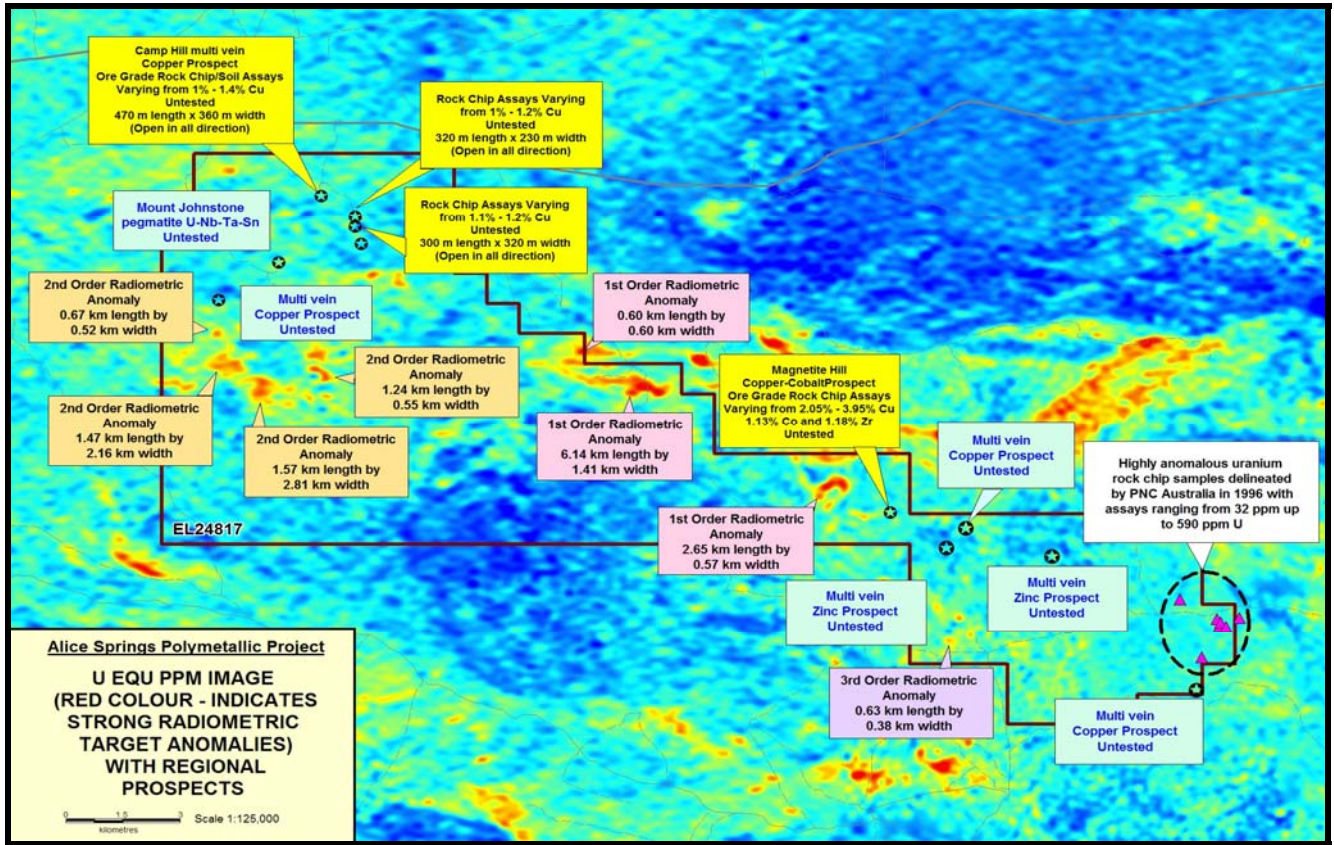 Camp Hill multi vein
Copper Prospect
Ore Grade Rock Chip/Soil Assays
Varying from 1% - 1.4% Cu
Untested
470 m length x 360 m width
(Open in all direction)
Rock Chip Assays Varying
from 1% - 1.2% Cu
Untested
320 m length x 230 m width
(Open in all direction)
Mount Johnstone
pegmatite U-Nb-Ta-Sn
Untested
Rock Chip Assays Varying
from 1.1% - 1.2% Cu
Untested
300 m length x 320 m width
(Open in all direction)
2nd Order Radiometric
Anomaly
0.67 km length by
0.52 km width
Multi vein
Copper Prospect
Untested
1st Order Radiometric
Anomaly
0.60 km length by
0.60 km width
2nd Order Radiometric
Anomaly
1.24 km length by
0.55 km width
Magnetite Hill
Copper-CobaltProspect
Ore Grade Rock Chip Assays
Varying from 2.05% - 3.95% Cu
1.13% Co and 1.18% Zr
Untested
2nd Order Radiometric
Anomaly
1.47 km length by
2.16 km width
2nd Order Radiometric
Anomaly
1.57 km length by
2.81 km width
1st Order Radiometric
Anomaly
6.14 km length by
1.41 km width
Multi vein
Copper Prospect
Untested
Highly anomalous uranium
rock chip samples delineated
by PNC Australia in 1996 with
assays ranging from 32 ppm up
to 590 ppm U
1st Order Radiometric
Anomaly
2.65 km length by
0.57 km width
EL24817
Multi vein
Zinc Prospect
Untested
Multi vein
Zinc Prospect
Untested
3rd Order Radiometric
Anomaly
0.63 km length by
0.38 km width
Multi vein
Copper Prospect
Untested
Alice Springs Polymetallic Project
U EQU PPM IMAGE
(RED COLOUR - INDICATES
STRONG RADIOMETRIC
TARGET ANOMALIES)
WITH REGIONAL
PROSPECTS
0 1.5 3
kilometres
Scale 1:125,000